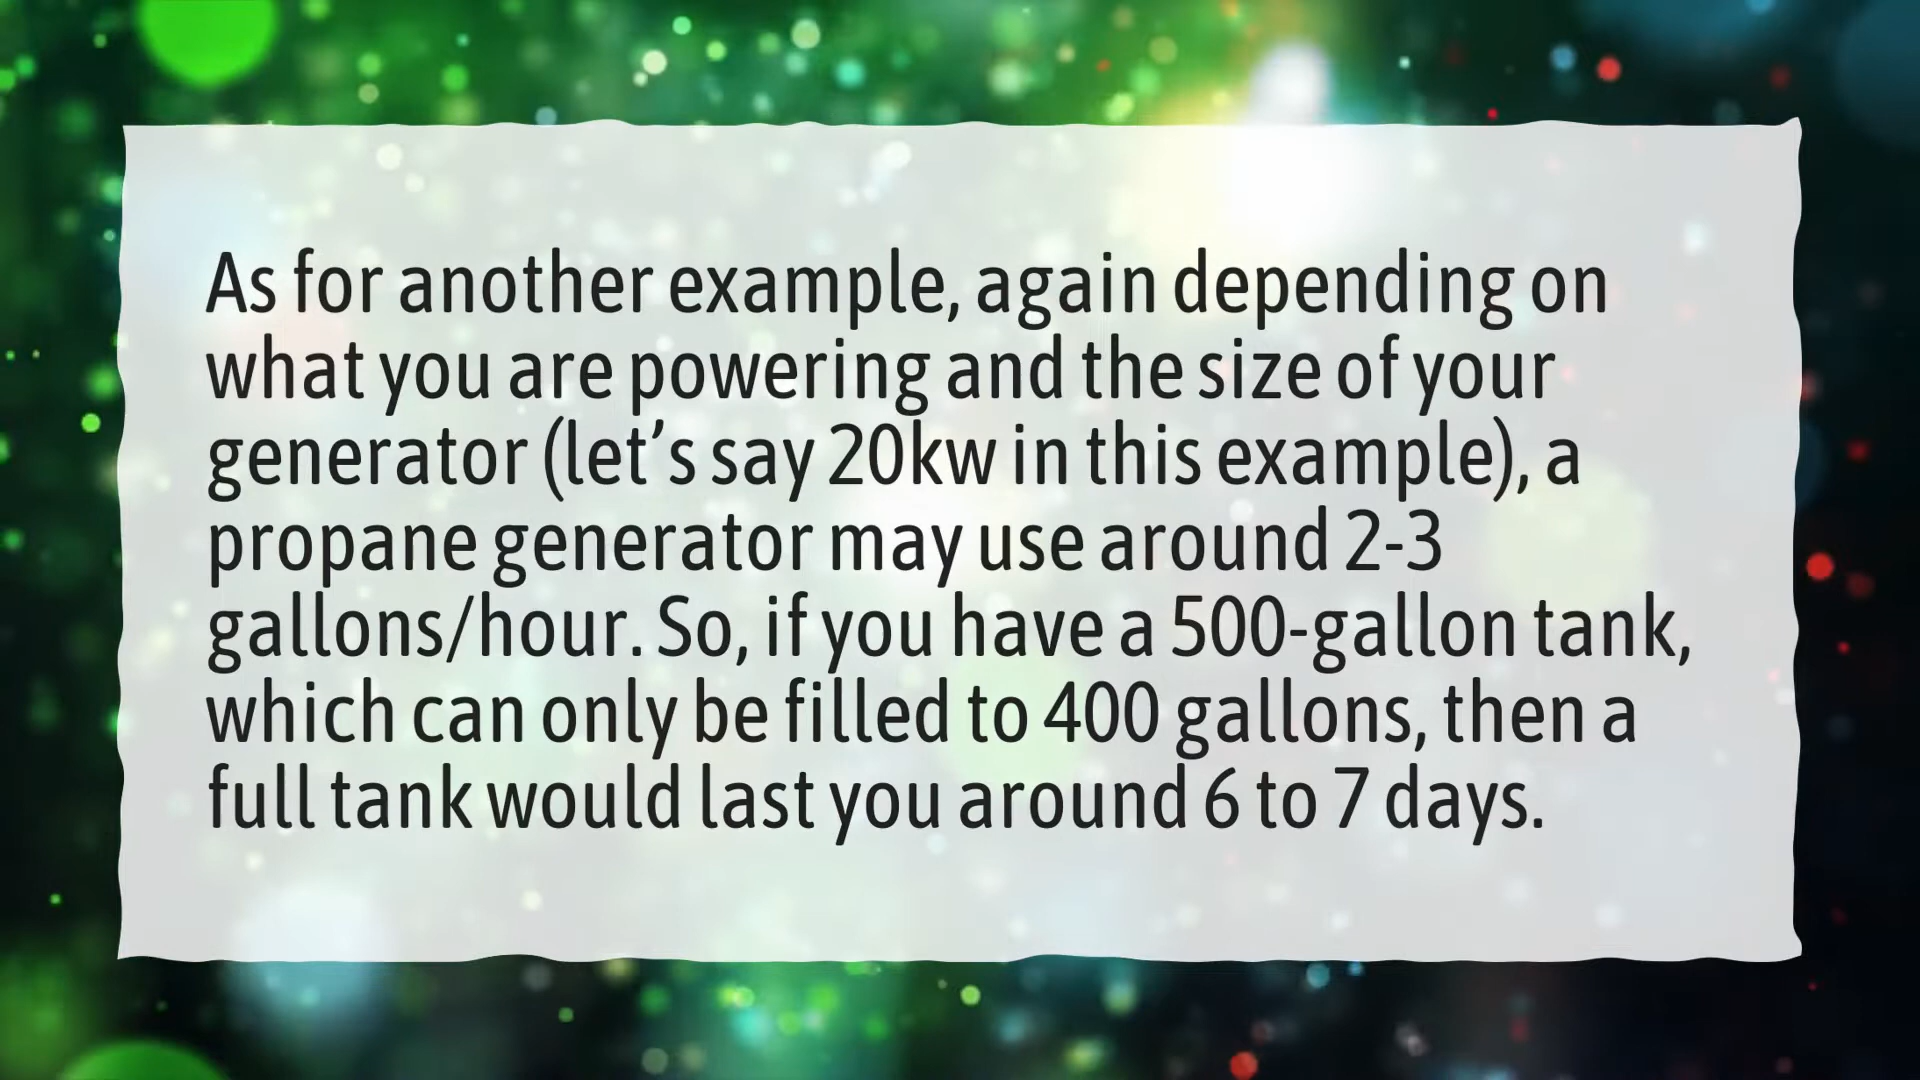 As for another example, again depending on
what you are powering and the size of your
generator (let’s say 20kw in this example), a
propane generator may use around 2-3
gallons/hour. So, if you have a 500-gallon tank,
which can only be filled to 400 gallons, then a
full tank would last you around 6 to 7 days.